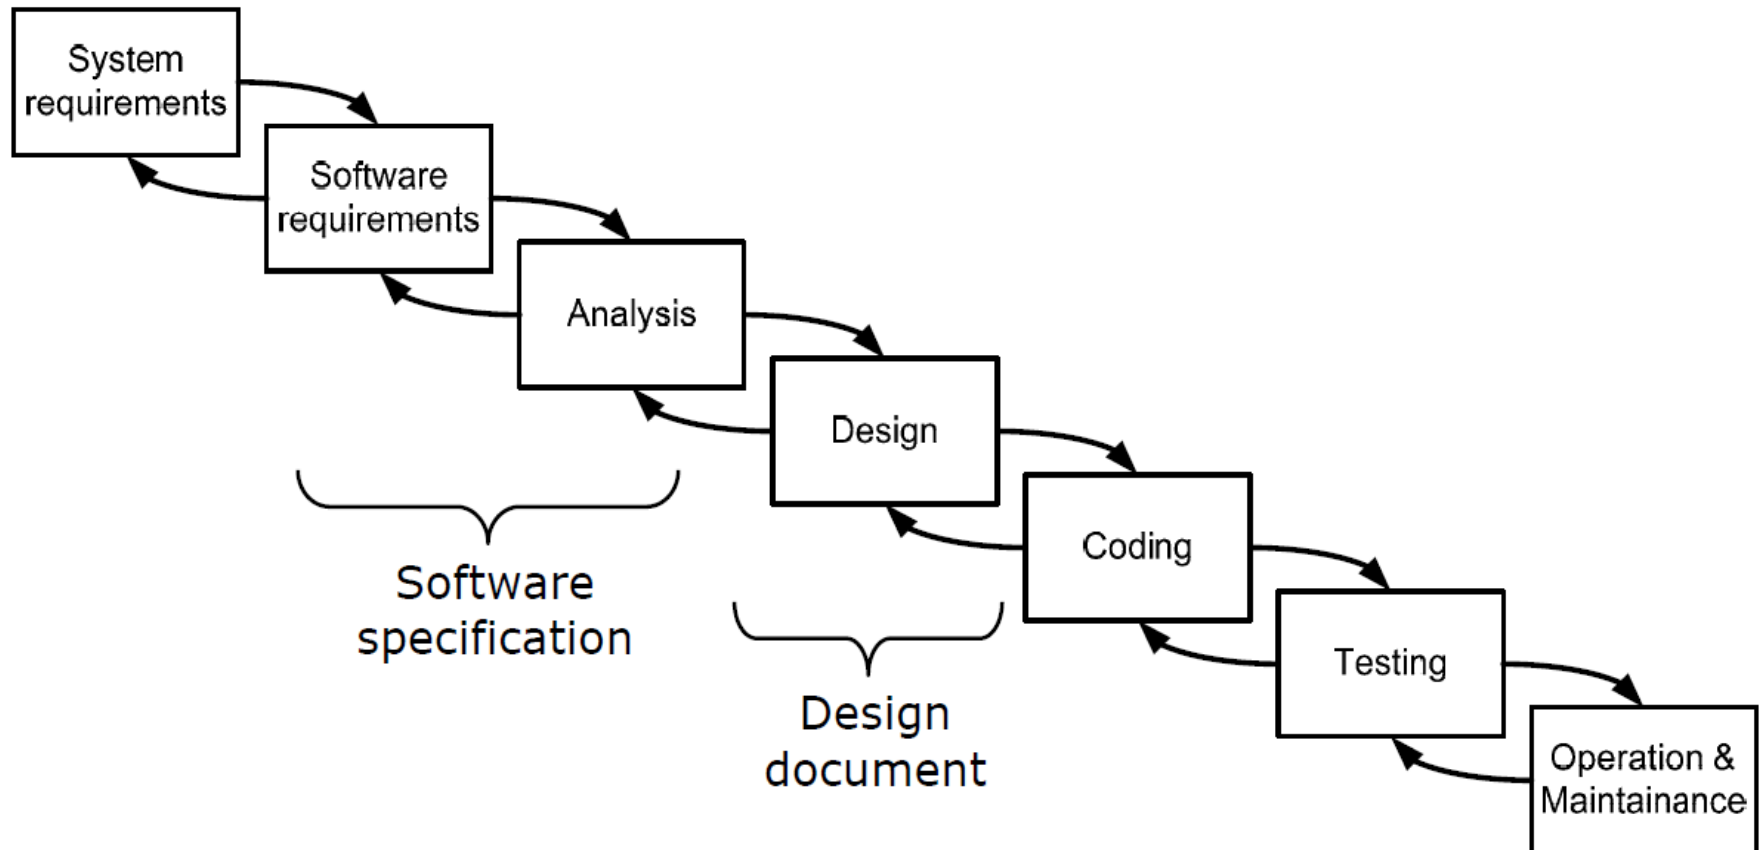 System
requirements
Software
requirements
Analysis
Design
Coding
Testing
Operation &
Maintainance
Software
specification
Design
document